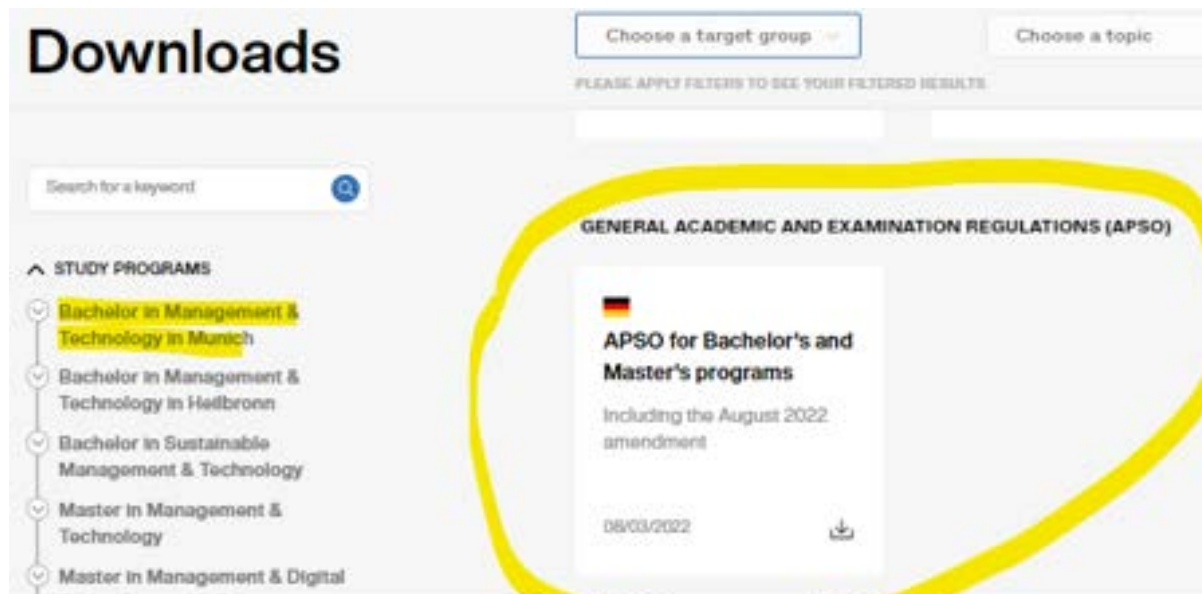 Downloads
Choose a target group
Choose a topic
PLEASE APPLY FILTERS TO SEE YOUR FILTERED RESULTS
Search for a keyword
STUDY PROGRAMS
Bachelor in Management &
Technology in Munich
Bachelor in Management &
Technology in Heilbronn
Bachelor in Sustainable
Management & Technology
Master in Management &
Technology
Master in Management & Digital
GENERAL ACADEMIC AND EXAMINATION REGULATIONS (APSO)
APSO for Bachelor's and
Master's programs
Including the August 2022
amendment
08/03/2022